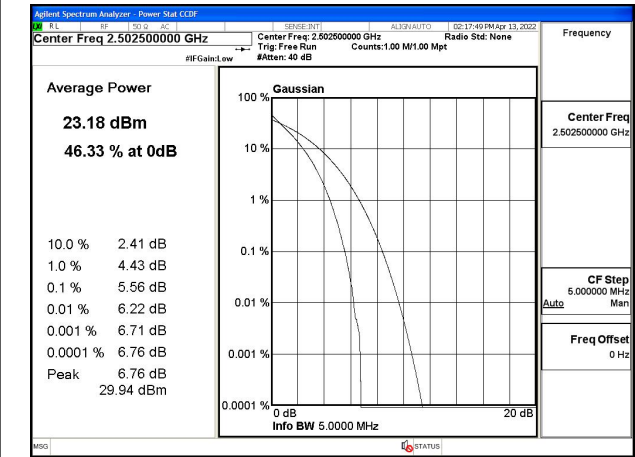 Agilent Spectrum Analyzer - Power Stat CCDF
RL RF 50 Ω AC SENSE:INT ALIGN AUTO 02:17:49 PM Apr 13, 2022
Center Freq 2.502500000 GHz
Center Freq: 2.502500000 GHz Radio Std: None
Trig: Free Run Counts:1.00 M/1.00 Mpt
#IFGain:Low #Atten: 40 dB
Frequency
Average Power
23.18 dBm
46.33 % at 0dB
10.0 % 2.41 dB
1.0 % 4.43 dB
0.1 % 5.56 dB
0.01 % 6.22 dB
0.001 % 6.71 dB
0.0001 % 6.76 dB
Peak 6.76 dB
29.94 dBm
Gaussian
100 %
10 %
1 %
0.1 %
0.01 %
0.001 %
0.0001 %
0 dB 20 dB
Info BW 5.0000 MHz
Center Freq
2.502500000 GHz
CF Step
5.000000 MHz
Auto Man
Freq Offset
0 Hz
MSG STATUS